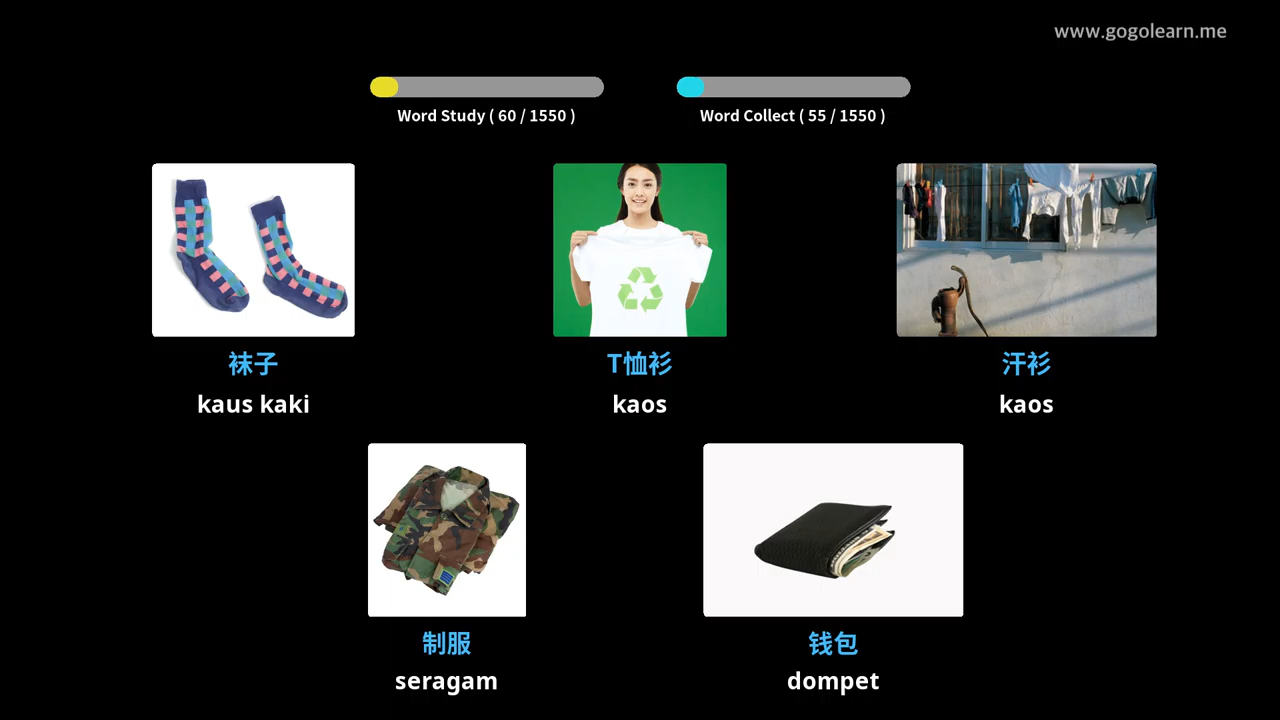 www.gogolearn.me
Word Study ( 60 / 1550 )
Word Collect ( 55 / 1550 )
袜子
T恤衫
汗衫
kaus kaki
kaos
kaos
制服
钱包
seragam
dompet